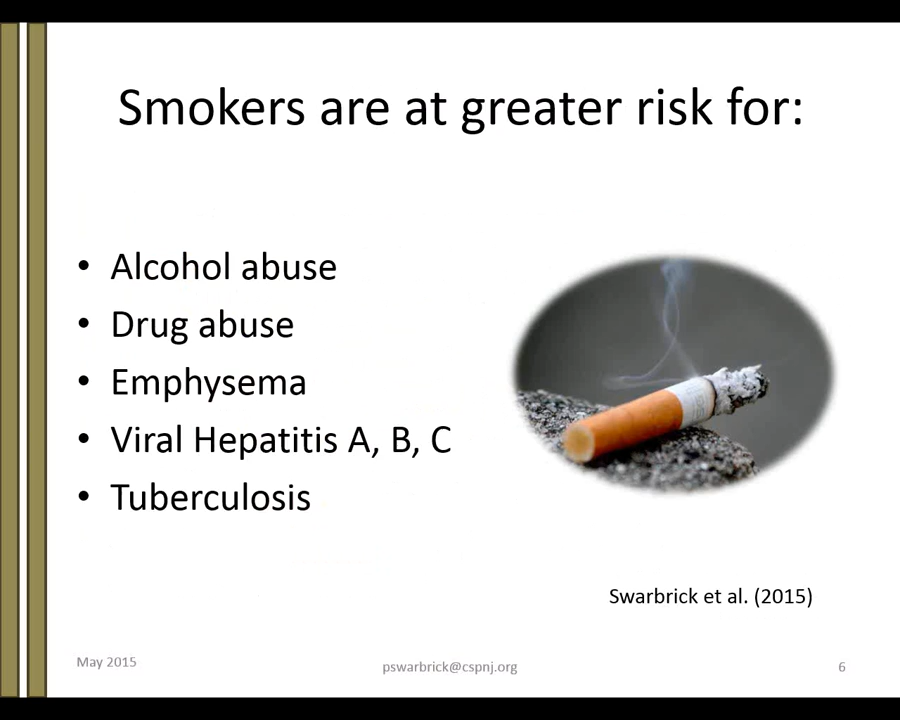 Smokers are at greater risk for:
• Alcohol abuse
• Drug abuse
• Emphysema
• Viral Hepatitis A, B, C
• Tuberculosis
Swarbrick et al. (2015)
May 2015
pswarbrick@cspnj.org
6